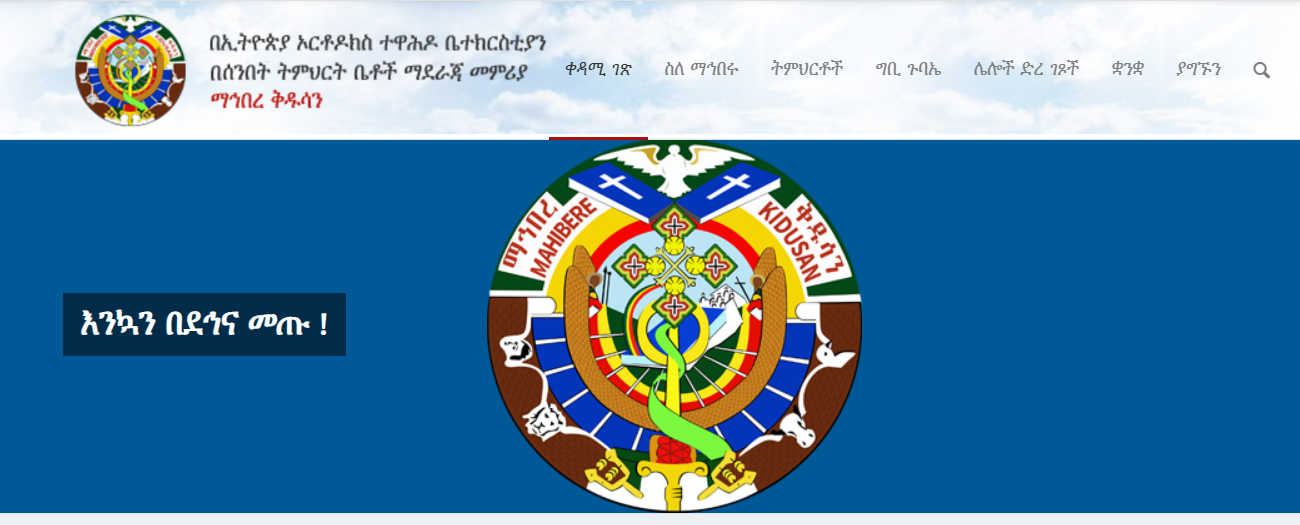 በኢትዮጵያ ኦርቶዶክስ ተዋሕዶ ቤተክርስቲያን
በሰንበት ትምህርት ቤቶች ማደራጃ መምሪያ
ማኅበረ ቅዱሳን
ቀዳሚ ገጽ ስለ ማኅበሩ ትምህርቶች ግቢ ጉባኤ ሌሎች ድረ ገጾች ቋንቋ ያግኙን
ማኅበረ ቅዱሳን
MAHIBERE KIDUSAN
እንኳን በደኅና መጡ !